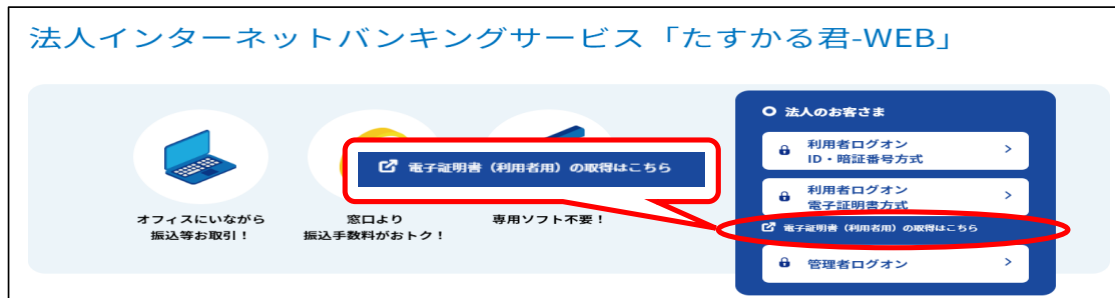 法人インターネットバンキングサービス「たすかる君-WEB」
法人のお客さま
利用者ログオン
ID・暗証番号方式
電子証明書（利用者用）の取得はこちら
利用者ログオン
電子証明書方式
オフィスにいながら
振込等お取引！
窓口より
振込手数料がおトク！
専用ソフト不要！
電子証明書（利用者用）の取得はこちら
管理者ログオン